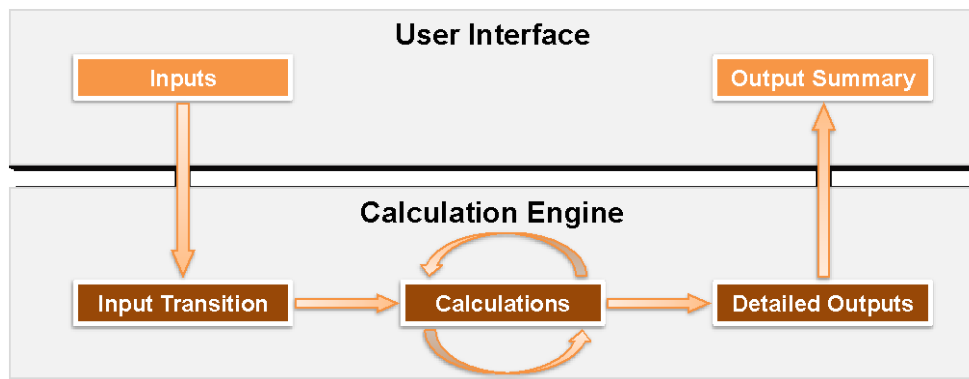 User Interface
Inputs
Output Summary
Calculation Engine
Input Transition
Calculations
Detailed Outputs